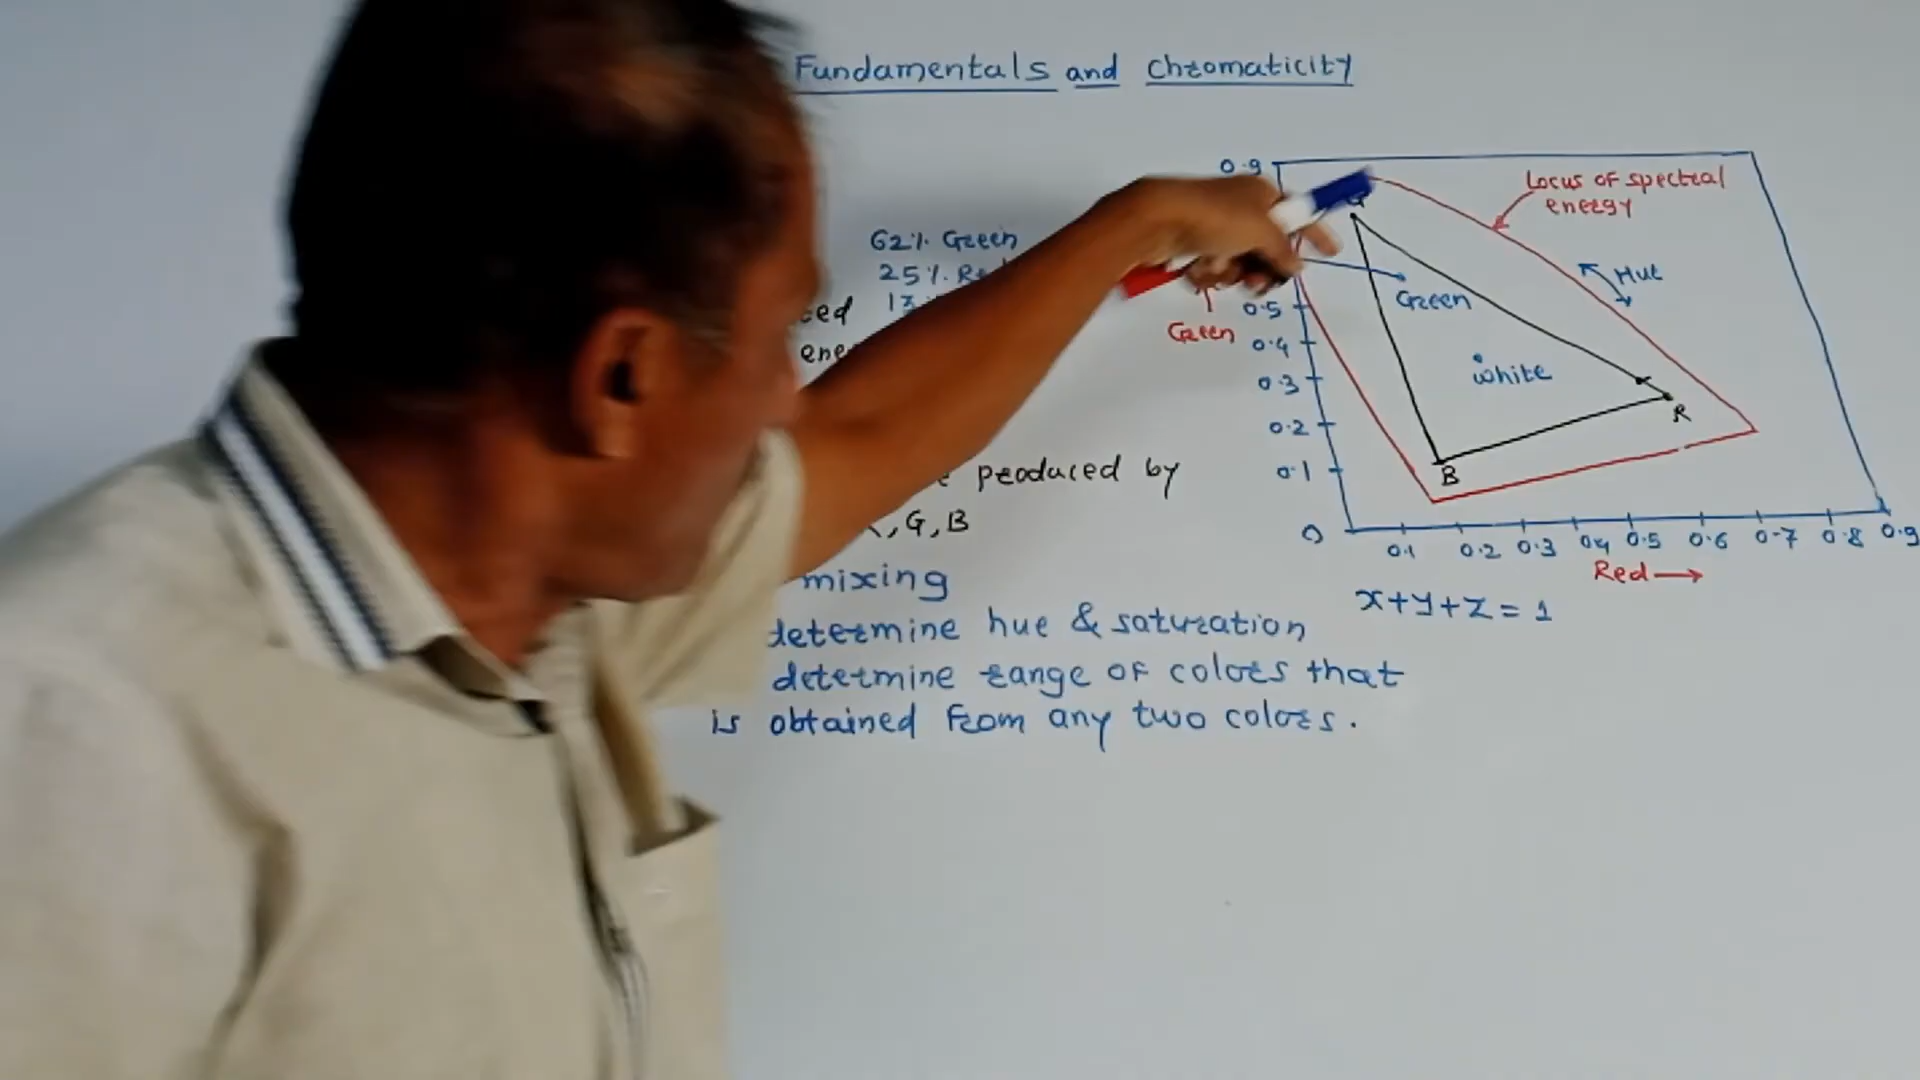 Fundamentals and Chromaticity
62% Green
25% Red
produced by
G, B
mixing
determine hue & saturation
determine range of colors that
is obtained from any two colors.
0.9
0.5
0.4
0.3
0.2
0.1
0
Green
Locus of spectral
energy
Hue
Green
white
R
B
0.1 0.2 0.3 0.4 0.5 0.6 0.7 0.8 0.9
Red
x+y+z=1